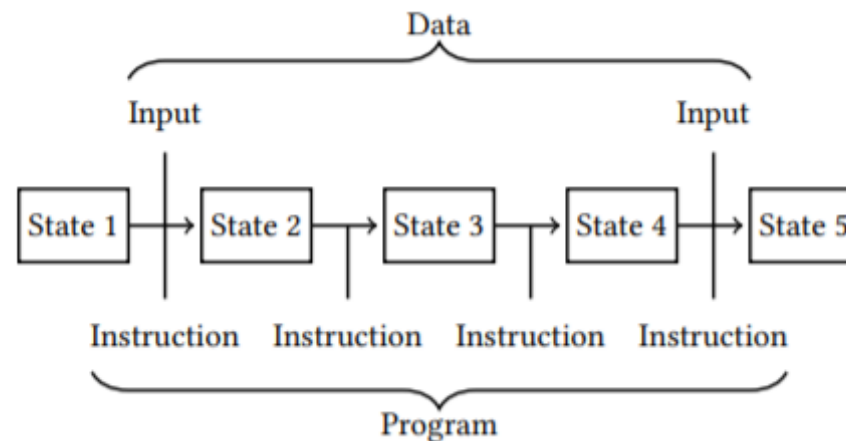 Data
Input Input
State 1 State 2 State 3 State 4 State 5
Instruction Instruction Instruction Instruction
Program